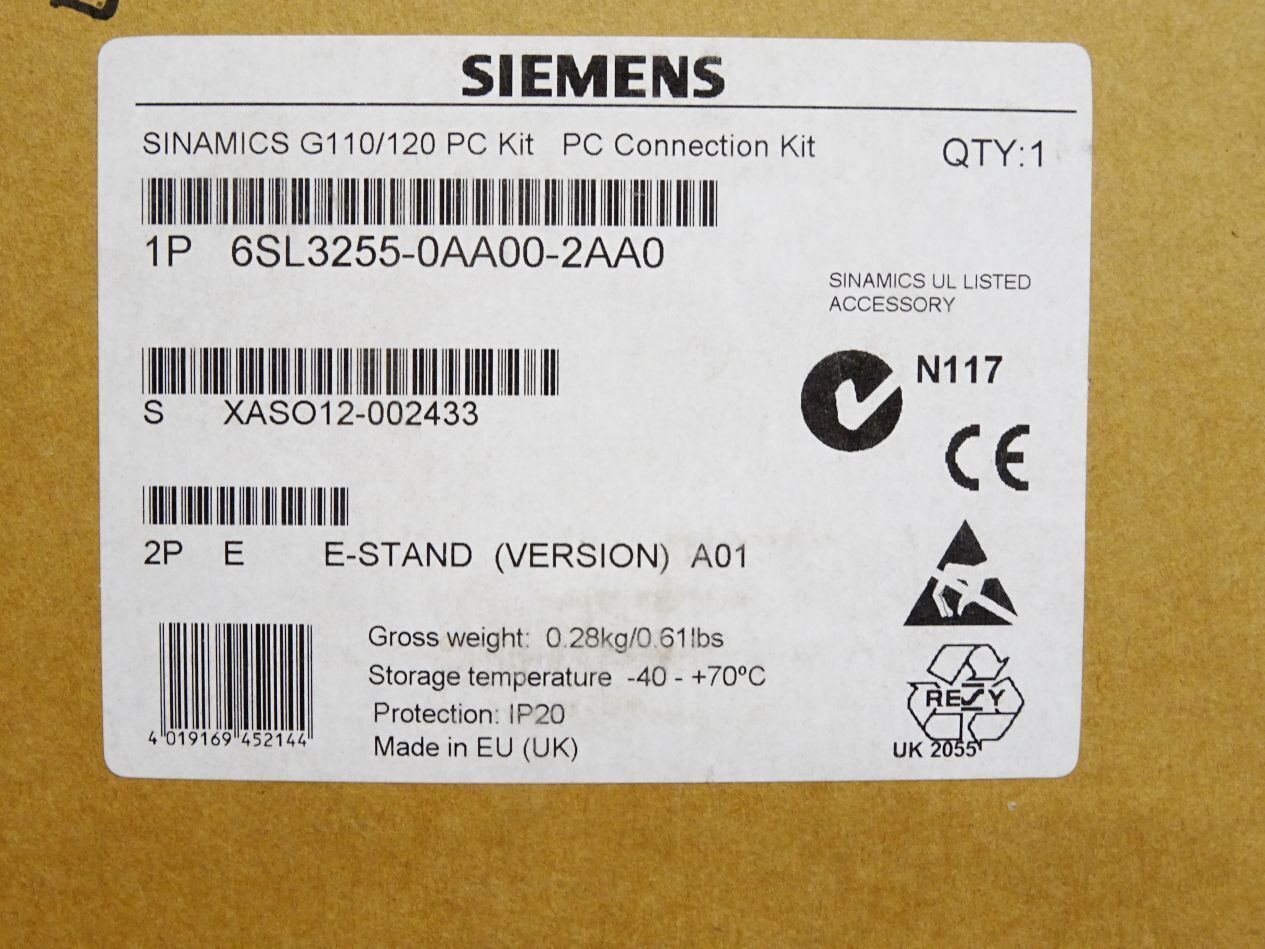 SIEMENS
SINAMICS G110/120 PC Kit PC Connection Kit QTY:1
1P 6SL3255-0AA00-2AA0
SINAMICS UL LISTED
ACCESSORY
N117
S XASO12-002433
CE
2P E E-STAND (VERSION) A01
Gross weight: 0.28kg/0.61lbs
Storage temperature -40 - +70ºC
RESY
Protection: IP20
4 019169 452144
Made in EU (UK)
UK 2055